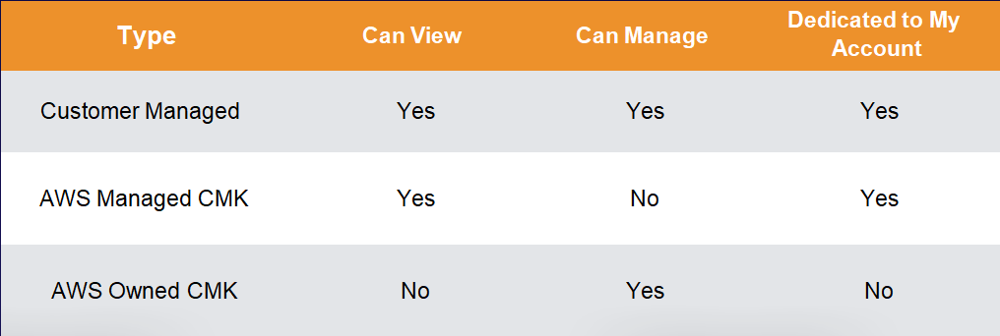 Type Can View Can Manage Dedicated to My
Account
Customer Managed Yes Yes Yes
AWS Managed CMK Yes No Yes
AWS Owned CMK No Yes No